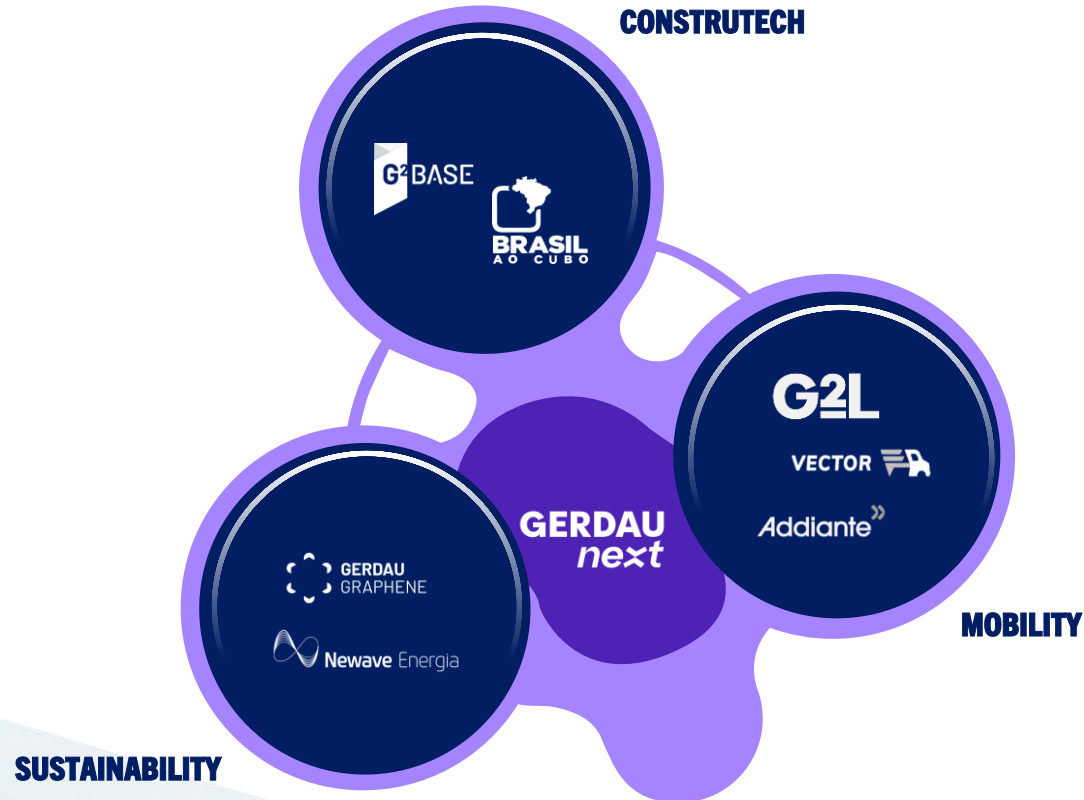 CONSTRUTECH
G²BASE
BRASIL
AO CUBO
G2L
VECTOR
Addiante
GERDAU
next
MOBILITY
GERDAU
GRAPHENE
Newave Energia
SUSTAINABILITY